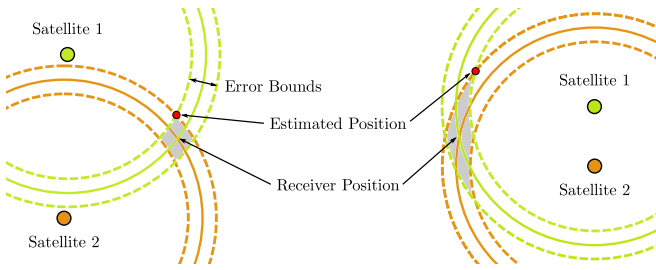 Satellite 1
Error Bounds
Estimated Position
Receiver Position
Satellite 2
Satellite 1
Satellite 2